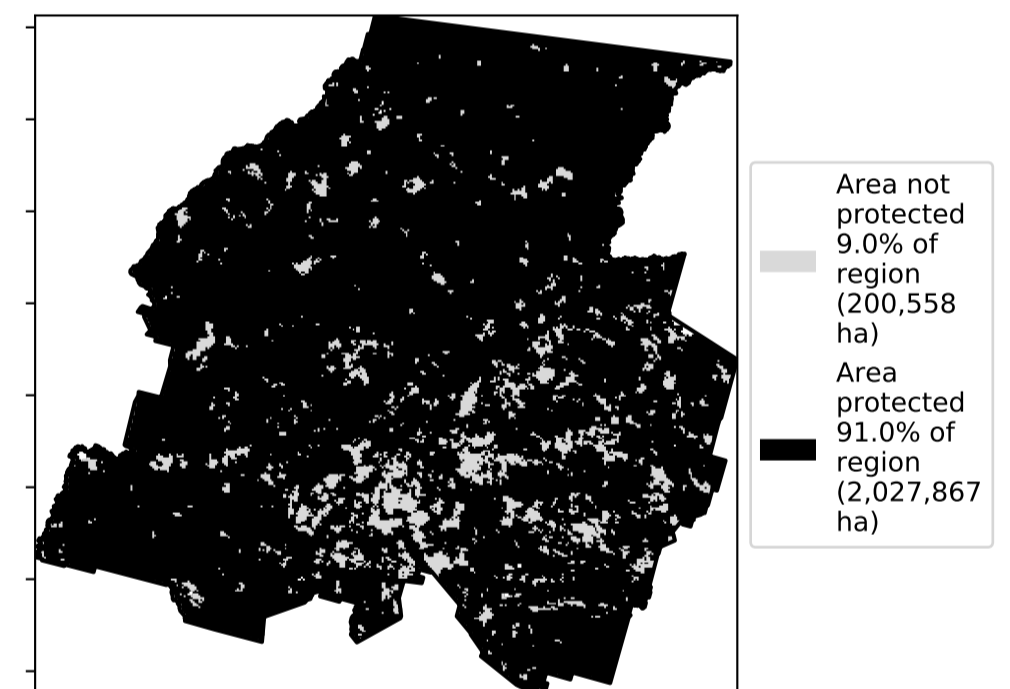 Area not
protected
9.0% of
region
(200,558
ha)
Area
protected
91.0% of
region
(2,027,867
ha)